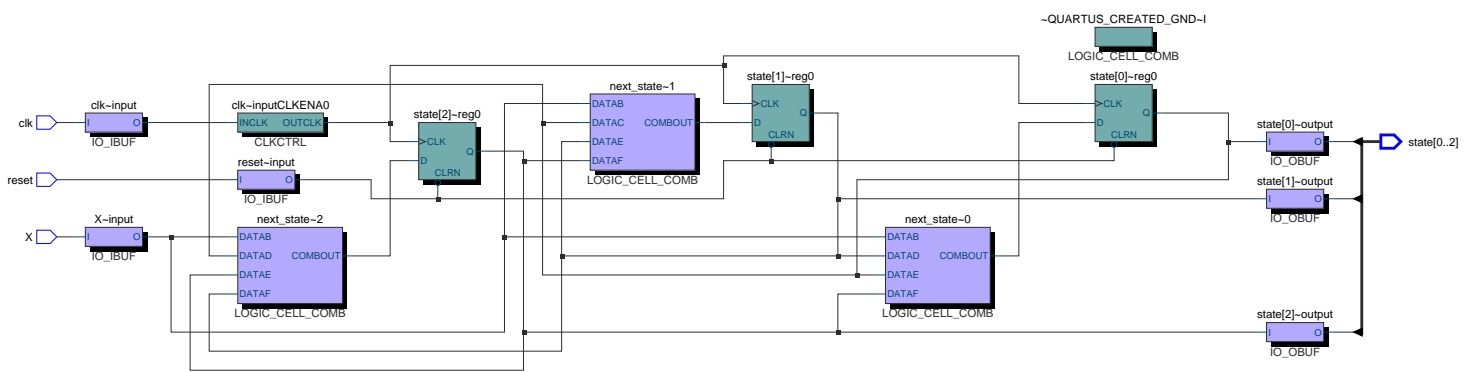 ~QUARTUS_CREATED_GND~I
LOGIC_CELL_COMB
clk
clk~input
I O
IO_IBUF
clk~inputCLKENA0
INCLK OUTCLK
CLKCTRL
reset
reset~input
I O
IO_IBUF
X
X~input
I O
IO_IBUF
next_state~2
DATAB
DATAD COMBOUT
DATAE
DATAF
LOGIC_CELL_COMB
state[2]~reg0
>CLK
Q
D
CLRN
next_state~1
DATAB
DATAC COMBOUT
DATAE
DATAF
LOGIC_CELL_COMB
state[1]~reg0
>CLK
Q
D
CLRN
next_state~0
DATAB
DATAD COMBOUT
DATAE
DATAF
LOGIC_CELL_COMB
state[0]~reg0
>CLK
Q
D
CLRN
state[0]~output
I O
IO_OBUF
state[1]~output
I O
IO_OBUF
state[2]~output
I O
IO_OBUF
state[0..2]